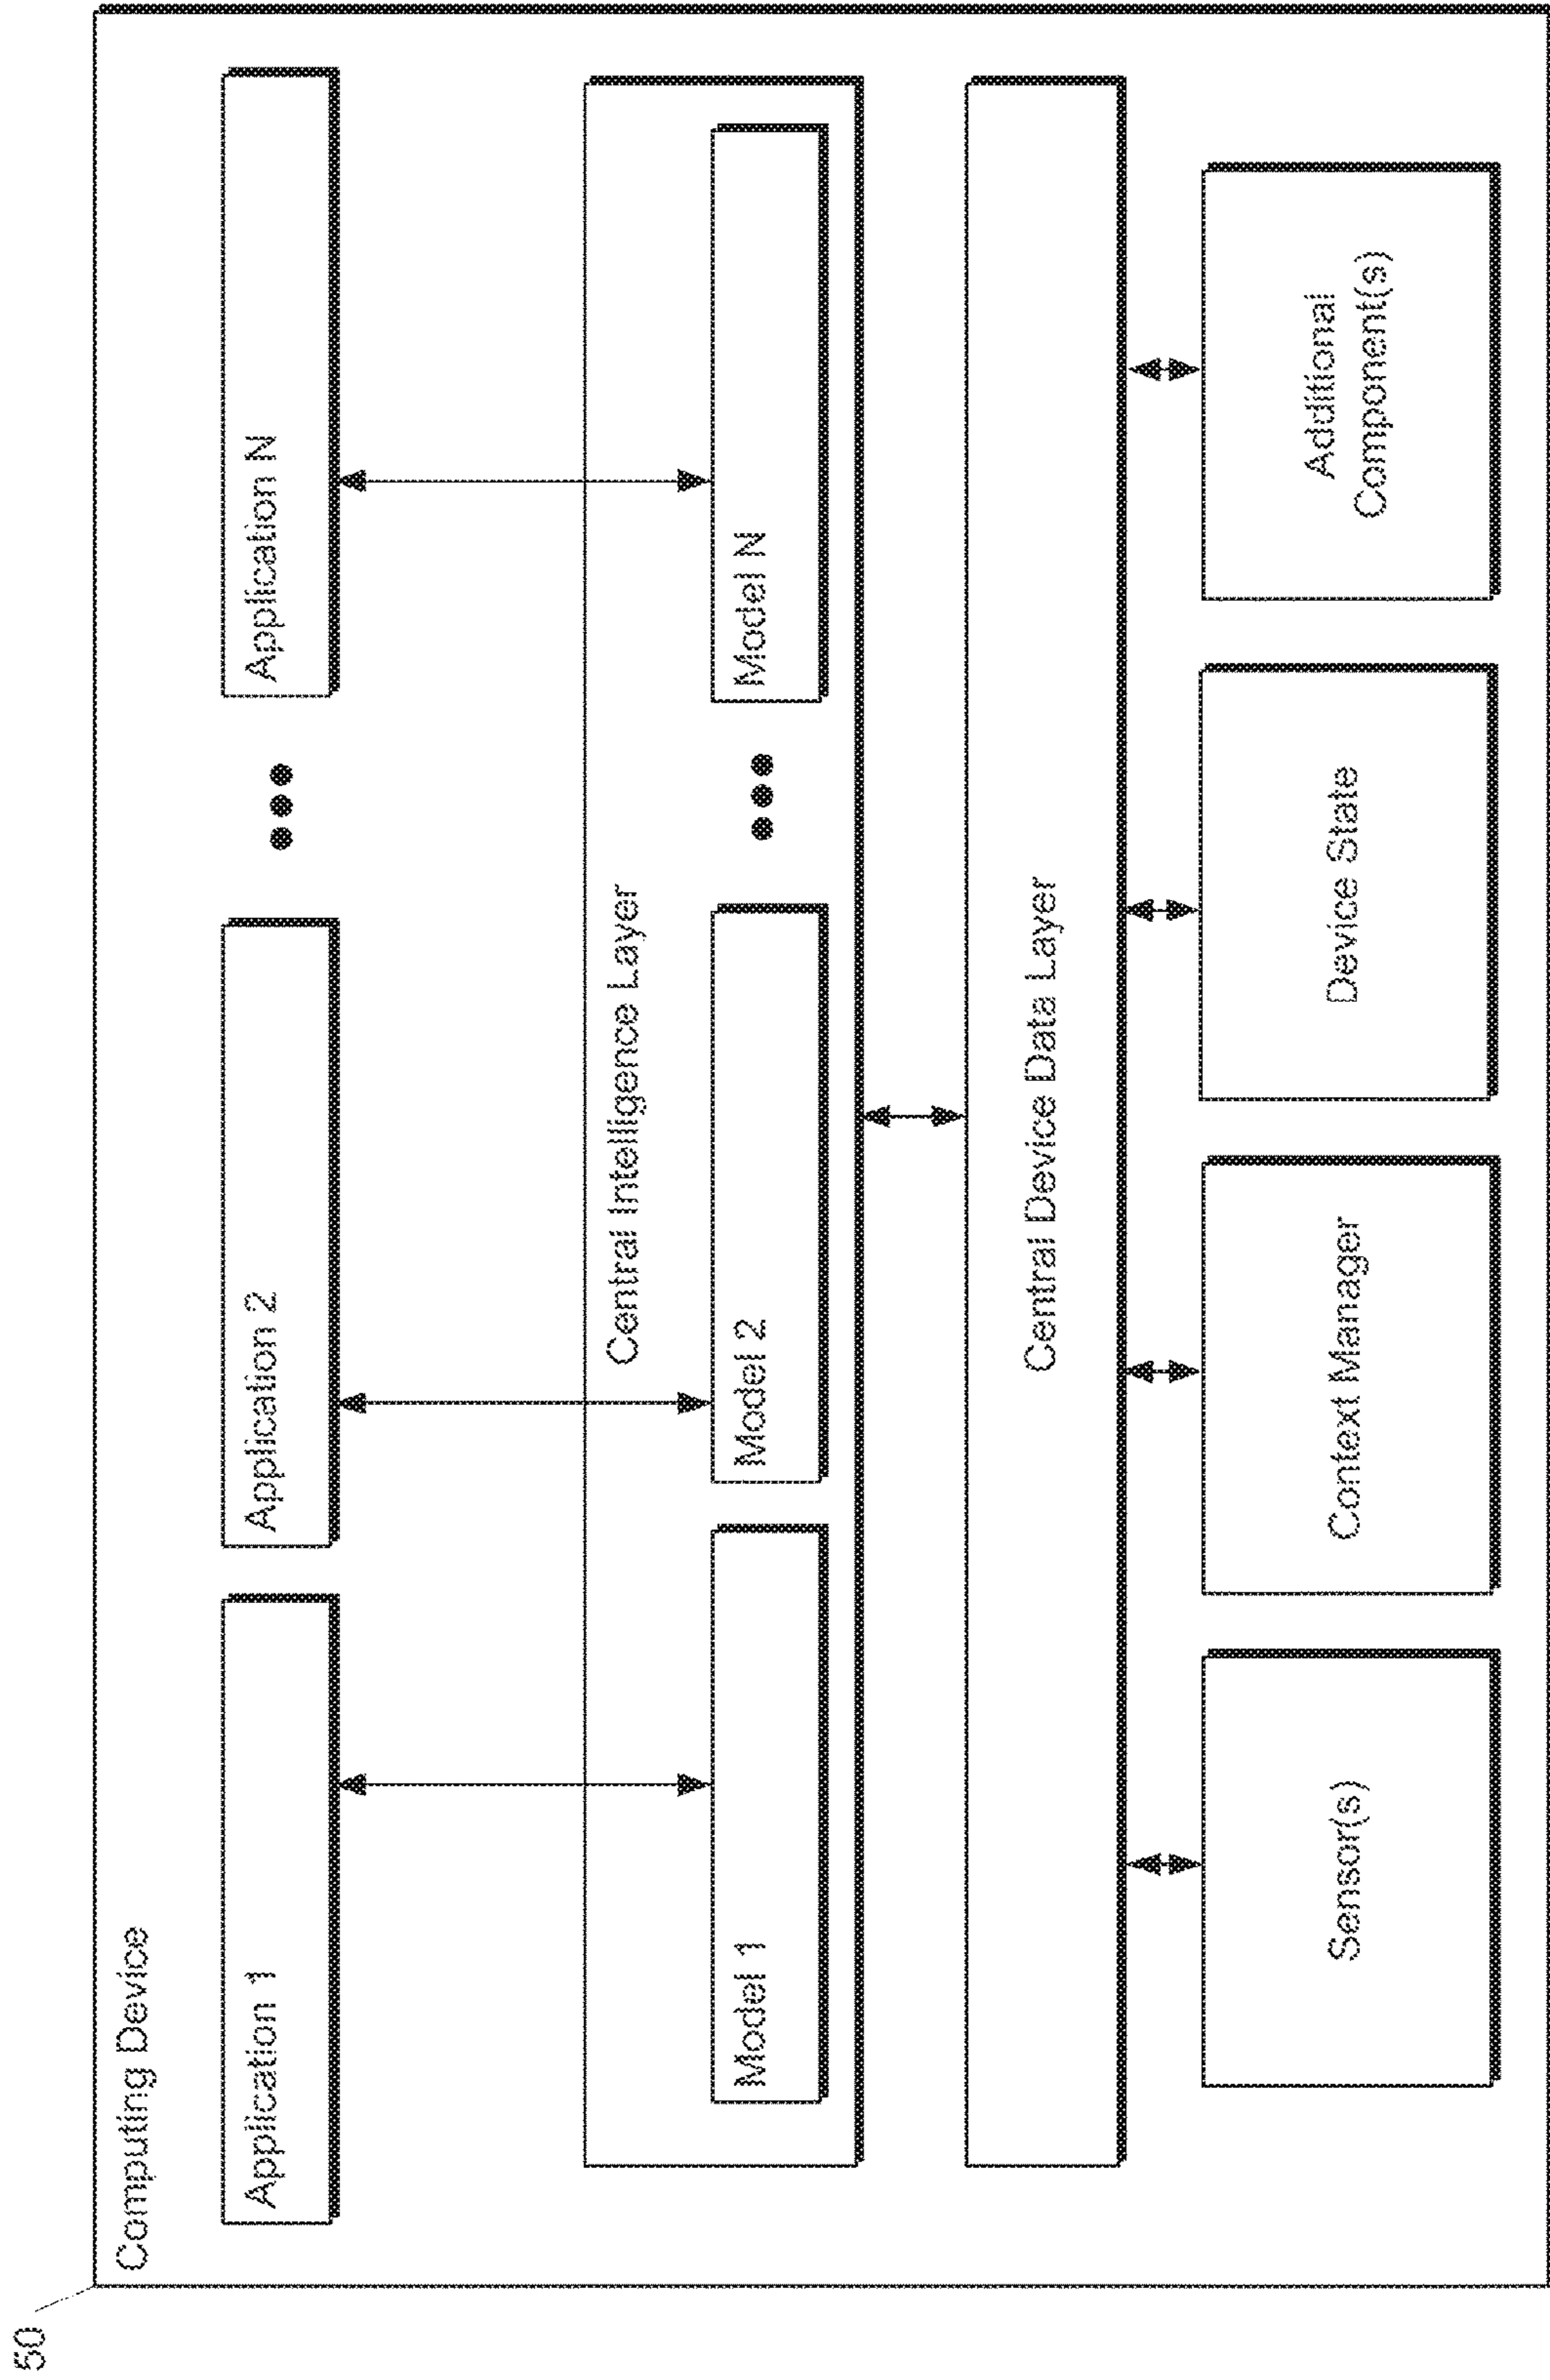 50
Computing Device
Application 1
Application 2
Application N
Central Intelligence Layer
Model 1
Model 2
Model N
Central Device Data Layer
Sensor(s)
Context Manager
Device State
Additional
Component(s)